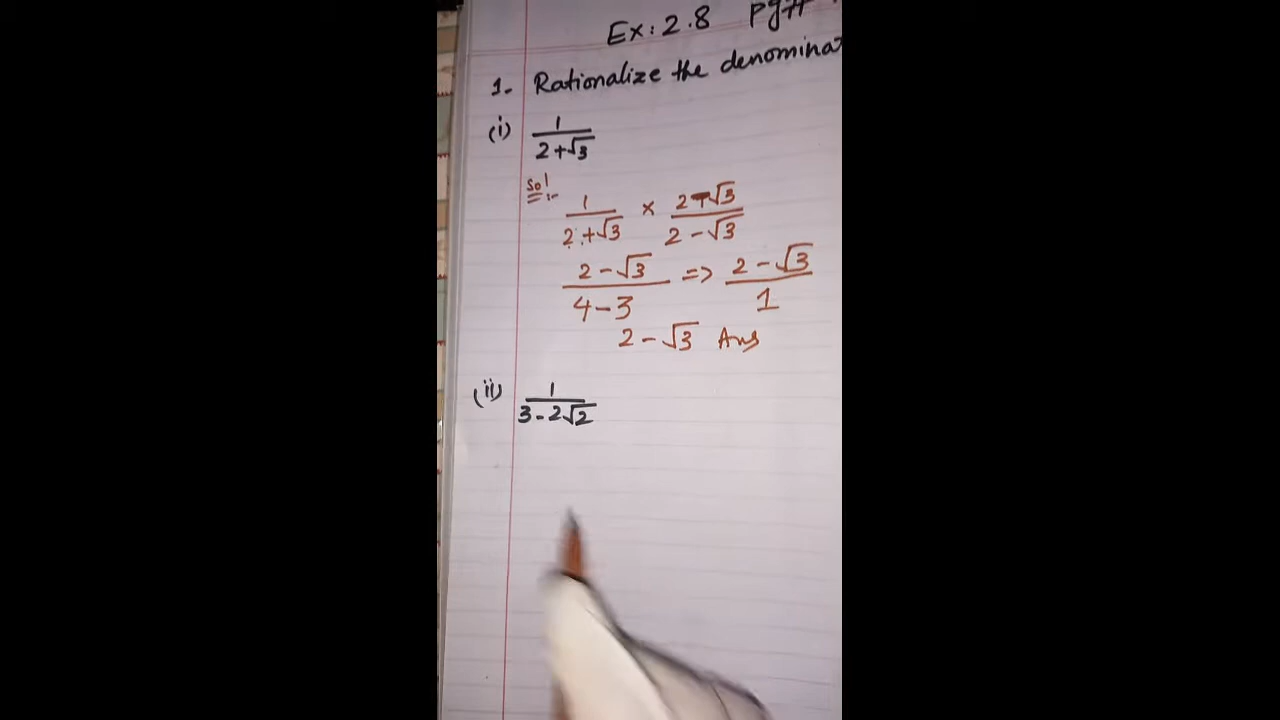 Ex: 2.8
1. Rationalize the denominat
(i) 1/(2+√3)
Sol:-
1/(2+√3) × (2-√3)/(2-√3)
(2-√3)/(4-3) => (2-√3)/1
2-√3 Ans
(ii) 1/(3-2√2)